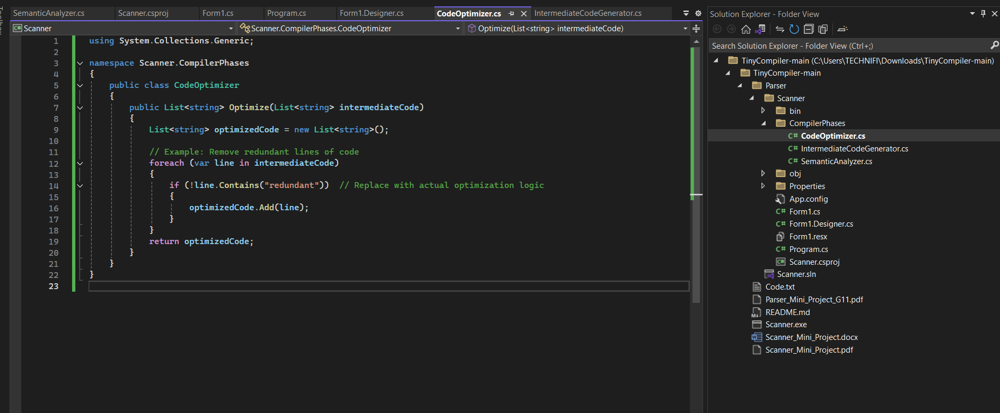 SemanticAnalyzer.cs Scanner.csproj Form1.cs Program.cs Form1.Designer.cs CodeOptimizer.cs IntermediateCodeGenerator.cs
Scanner Scanner.CompilerPhases.CodeOptimizer Optimize(List<string> intermediateCode)
1 using System.Collections.Generic;
2
3 namespace Scanner.CompilerPhases
4 {
5 public class CodeOptimizer
6 {
7 public List<string> Optimize(List<string> intermediateCode)
8 {
9 List<string> optimizedCode = new List<string>();
10
11 // Example: Remove redundant lines of code
12 foreach (var line in intermediateCode)
13 {
14 if (!line.Contains("redundant")) // Replace with actual optimization logic
15 {
16 optimizedCode.Add(line);
17 }
18 }
19 return optimizedCode;
20 }
21 }
22 }
23
Solution Explorer - Folder View
Search Solution Explorer - Folder View (Ctrl+;)
TinyCompiler-main (C:\Users\TECHNIFI\Downloads\TinyCompiler-main)
TinyCompiler-main
Parser
Scanner
bin
CompilerPhases
C# CodeOptimizer.cs
C# IntermediateCodeGenerator.cs
C# SemanticAnalyzer.cs
obj
Properties
App.config
C# Form1.cs
C# Form1.Designer.cs
Form1.resx
C# Program.cs
C# Scanner.csproj
Scanner.sln
Code.txt
Parser_Mini_Project_G11.pdf
README.md
Scanner.exe
Scanner_Mini_Project.docx
Scanner_Mini_Project.pdf